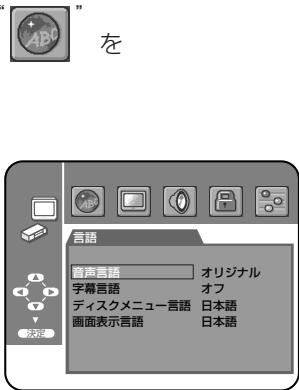 “ABC” を
ABC
言語
音声言語 オリジナル
字幕言語 オフ
ディスクメニュー言語 日本語
画面表示言語 日本語
決定